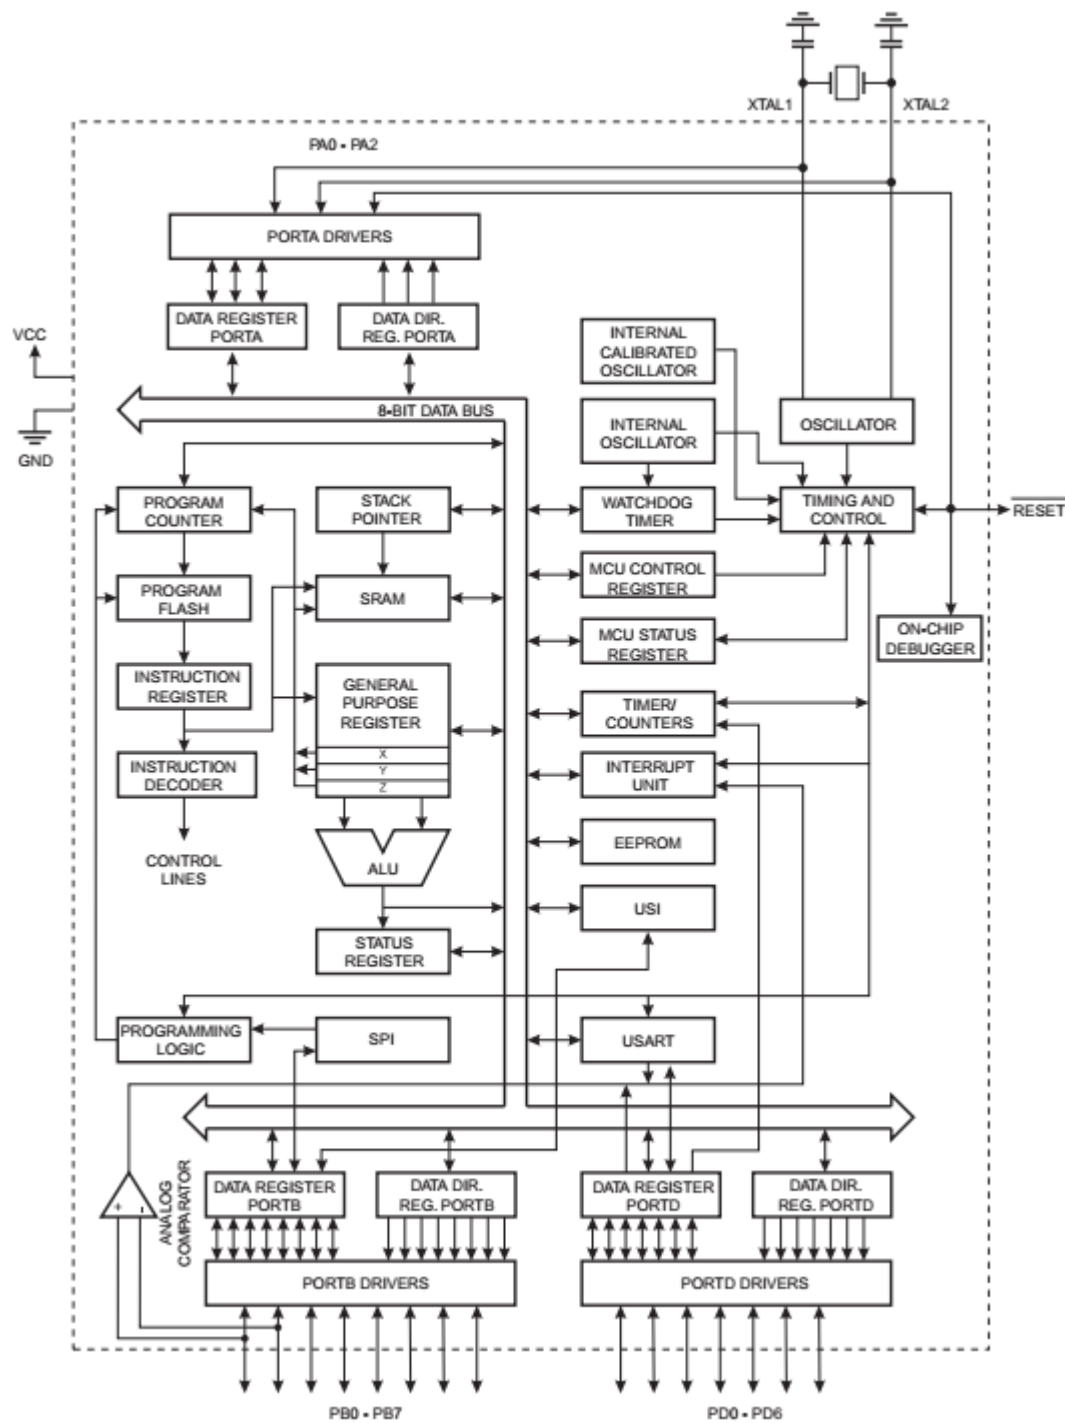 XTAL1
XTAL2
PA0 - PA2
PORTA DRIVERS
DATA REGISTER
PORTA
DATA DIR.
REG. PORTA
VCC
GND
INTERNAL
CALIBRATED
OSCILLATOR
8-BIT DATA BUS
INTERNAL
OSCILLATOR
OSCILLATOR
PROGRAM
COUNTER
STACK
POINTER
WATCHDOG
TIMER
TIMING AND
CONTROL
RESET
PROGRAM
FLASH
SRAM
MCU CONTROL
REGISTER
MCU STATUS
REGISTER
ON-CHIP
DEBUGGER
INSTRUCTION
REGISTER
GENERAL
PURPOSE
REGISTER
X
Y
Z
TIMER/
COUNTERS
INSTRUCTION
DECODER
INTERRUPT
UNIT
CONTROL
LINES
ALU
EEPROM
USI
STATUS
REGISTER
PROGRAMMING
LOGIC
SPI
USART
+
-
ANALOG
COMPARATOR
DATA REGISTER
PORTB
DATA DIR.
REG. PORTB
DATA REGISTER
PORTD
DATA DIR.
REG. PORTD
PORTB DRIVERS
PORTD DRIVERS
PB0 - PB7
PD0 - PD6